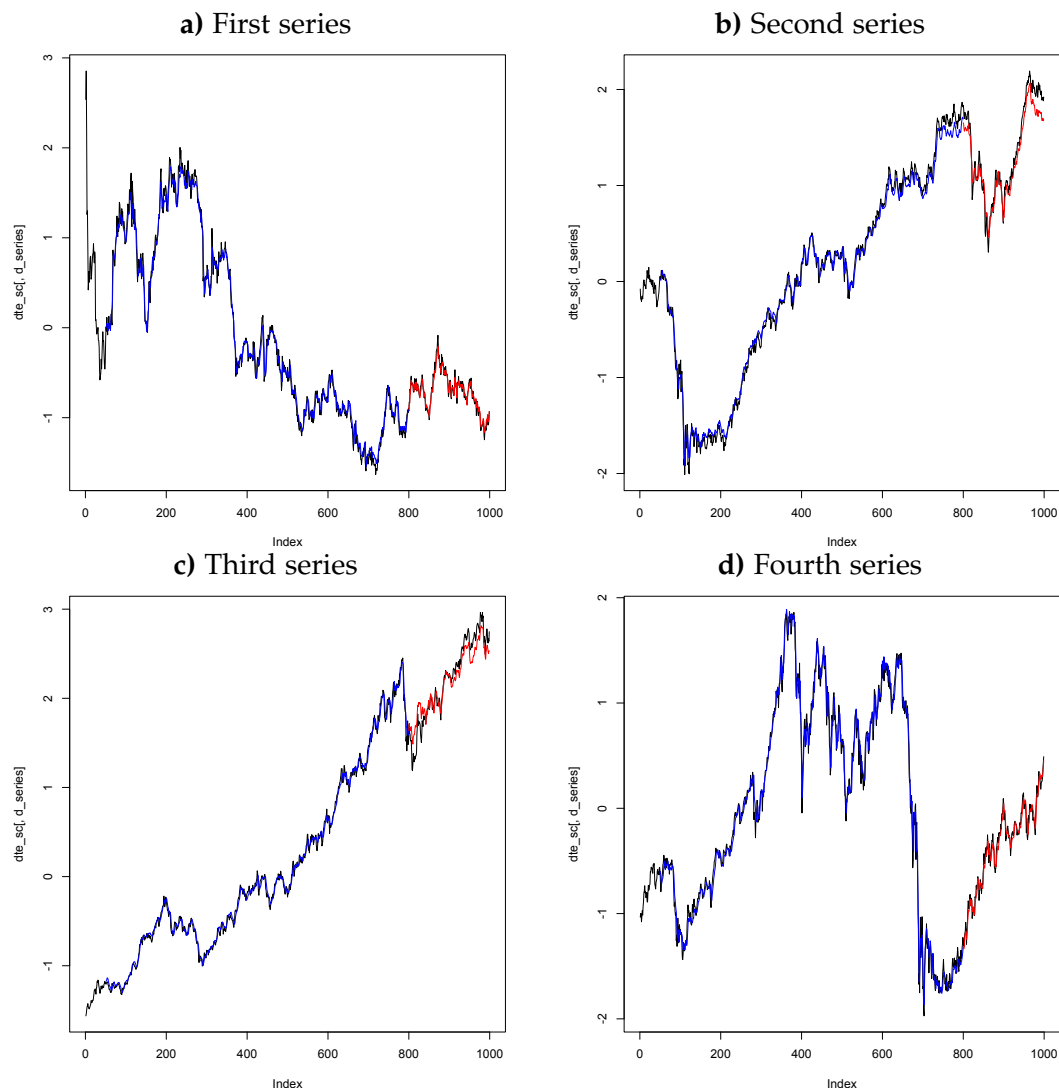 a) First series
3
2
1
0
-1
dte_sc[, d_series]
0 200 400 600 800 1000
Index
b) Second series
2
1
0
-1
-2
dte_sc[, d_series]
0 200 400 600 800 1000
Index
c) Third series
3
2
1
0
-1
dte_sc[, d_series]
0 200 400 600 800 1000
Index
d) Fourth series
2
1
0
-1
-2
dte_sc[, d_series]
0 200 400 600 800 1000
Index